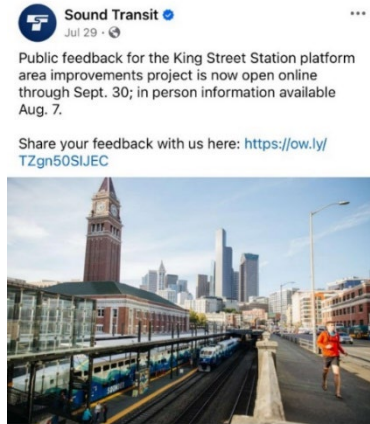 Sound Transit
Jul 29 ·
Public feedback for the King Street Station platform
area improvements project is now open online
through Sept. 30; in person information available
Aug. 7.
Share your feedback with us here: https://ow.ly/
TZgn50SIJEC